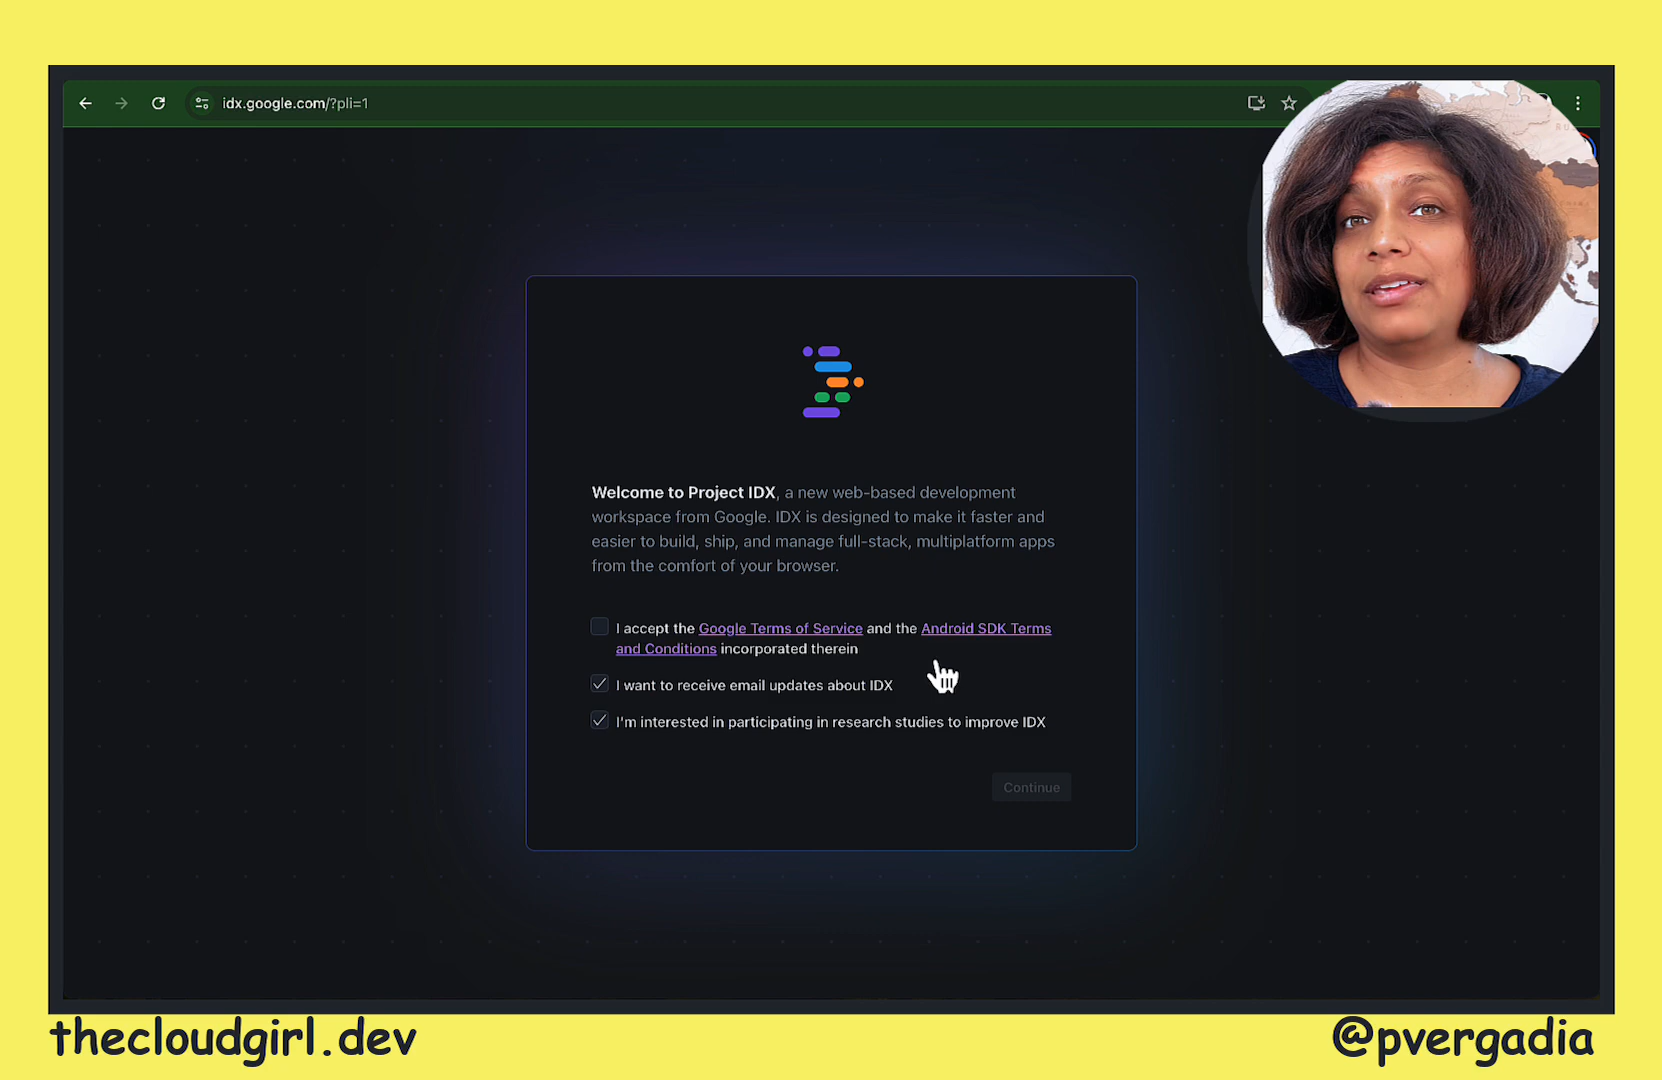 idx.google.com/?pli=1
Welcome to Project IDX, a new web-based development
workspace from Google. IDX is designed to make it faster and
easier to build, ship, and manage full-stack, multiplatform apps
from the comfort of your browser.
I accept the Google Terms of Service and the Android SDK Terms
and Conditions incorporated therein
I want to receive email updates about IDX
I'm interested in participating in research studies to improve IDX
Continue
thecloudgirl.dev
@pvergadia